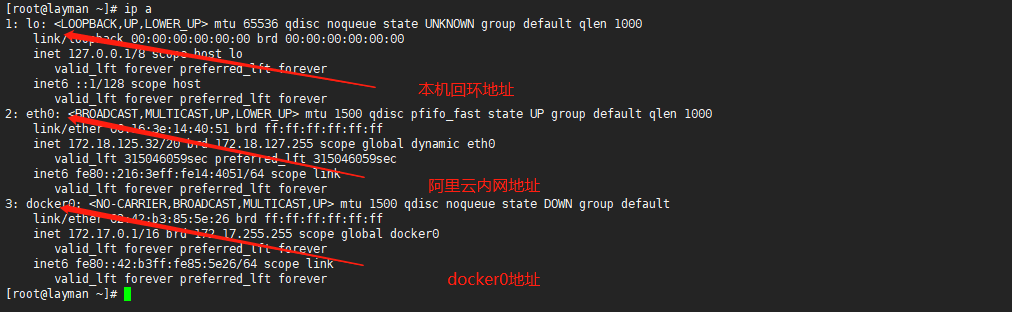 [root@layman ~]# ip a
1: lo: <LOOPBACK,UP,LOWER_UP> mtu 65536 qdisc noqueue state UNKNOWN group default qlen 1000
link/loopback 00:00:00:00:00:00 brd 00:00:00:00:00:00
inet 127.0.0.1/8 scope host lo
valid_lft forever preferred_lft forever
inet6 ::1/128 scope host
本机回环地址
valid_lft forever preferred_lft forever
2: eth0: <BROADCAST,MULTICAST,UP,LOWER_UP> mtu 1500 qdisc pfifo_fast state UP group default qlen 1000
link/ether 00:16:3e:14:40:51 brd ff:ff:ff:ff:ff:ff
inet 172.18.125.32/20 brd 172.18.127.255 scope global dynamic eth0
valid_lft 315046059sec preferred_lft 315046059sec
inet6 fe80::216:3eff:fe14:4051/64 scope link
阿里云内网地址
valid_lft forever preferred_lft forever
3: docker0: <NO-CARRIER,BROADCAST,MULTICAST,UP> mtu 1500 qdisc noqueue state DOWN group default
link/ether 02:42:b3:85:5e:26 brd ff:ff:ff:ff:ff:ff
inet 172.17.0.1/16 brd 172.17.255.255 scope global docker0
valid_lft forever preferred_lft forever
inet6 fe80::42:b3ff:fe85:5e26/64 scope link
docker0地址
valid_lft forever preferred_lft forever
[root@layman ~]#